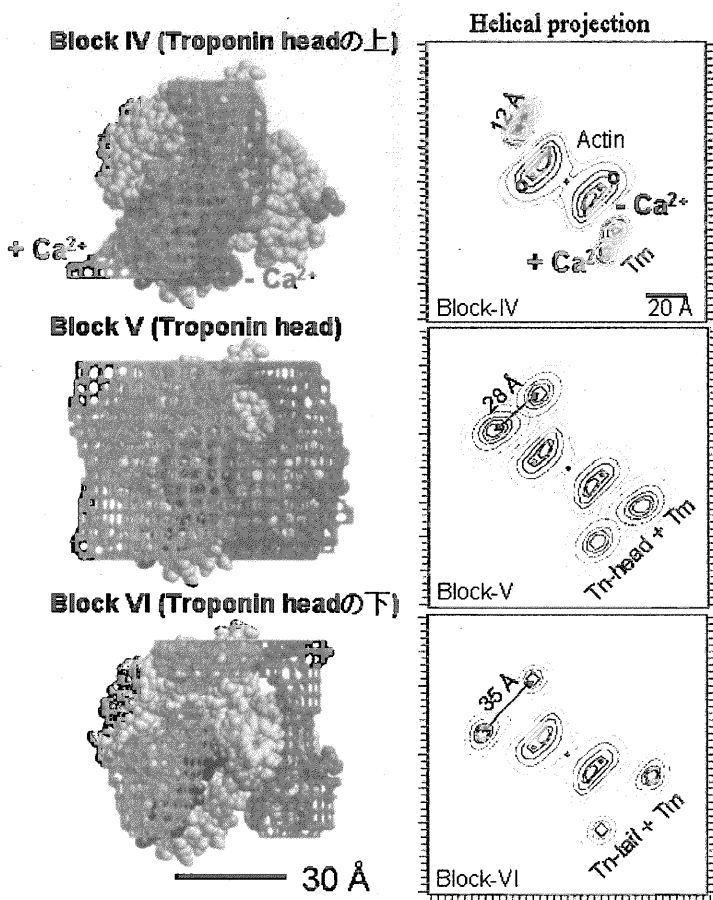 Block IV (Troponin headの上)
+ Ca2+
- Ca2+
Block V (Troponin head)
Block VI (Troponin headの下)
30 Å
Helical projection
12 Å
Actin
- Ca2+
+ Ca2
Tm
20 Å
Block-IV
28 Å
Tn-head + Tm
Block-V
35 Å
Tn-tail + Tm
Block-VI